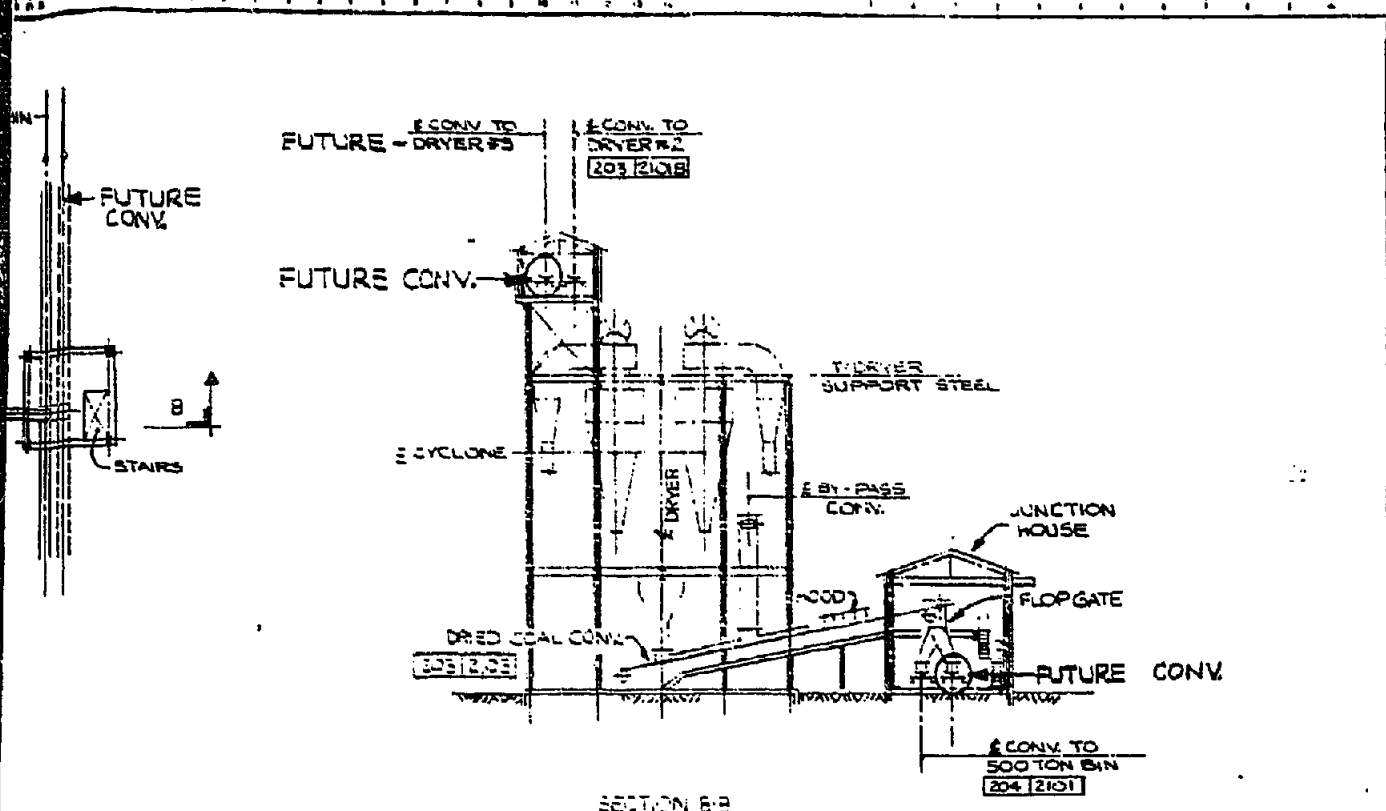 FUTURE
CONV.
B
STAIRS
FUTURE - ℄ CONV. TO
DRYER #3
℄ CONV. TO
DRYER #2
203 2101B
FUTURE CONV.
T/DRYER
SUPPORT STEEL
℄ CYCLONE
℄ DRYER
℄ BY-PASS
CONV.
JUNCTION
HOUSE
HOOD
FLOPGATE
DRIED COAL CONV.
FUTURE CONV.
℄ CONV. TO
500 TON BIN
204 2101
SECTION B-B